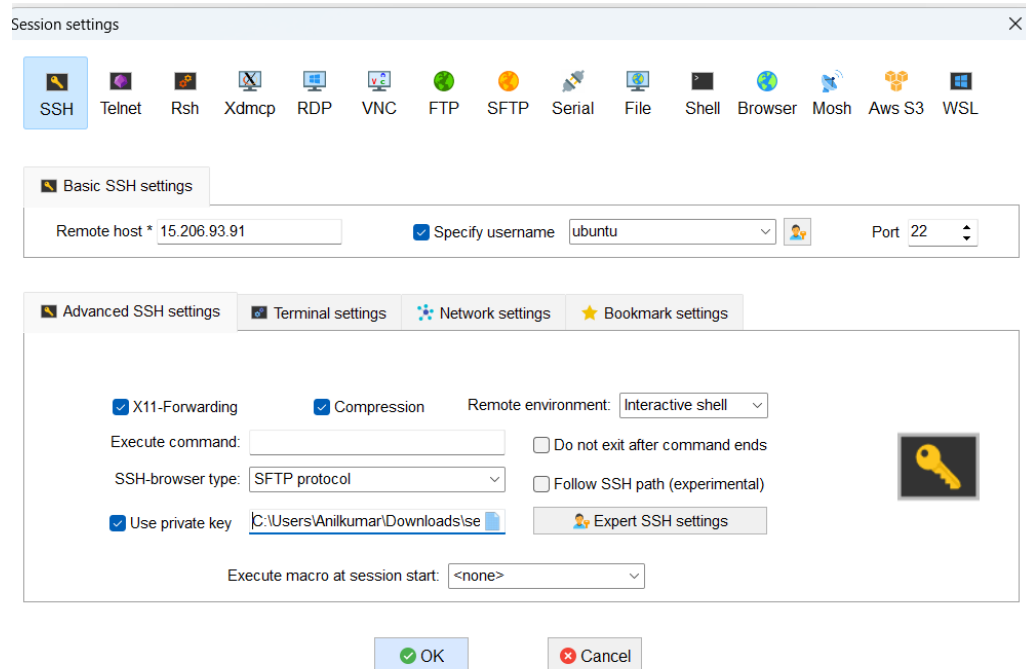 Session settings
SSH Telnet Rsh Xdmcp RDP VNC FTP SFTP Serial File Shell Browser Mosh Aws S3 WSL
Basic SSH settings
Remote host * 15.206.93.91 Specify username ubuntu Port 22
Advanced SSH settings Terminal settings Network settings Bookmark settings
X11-Forwarding Compression Remote environment: Interactive shell
Execute command: Do not exit after command ends
SSH-browser type: SFTP protocol Follow SSH path (experimental)
Use private key C:\Users\Anilkumar\Downloads\se Expert SSH settings
Execute macro at session start: <none>
OK Cancel